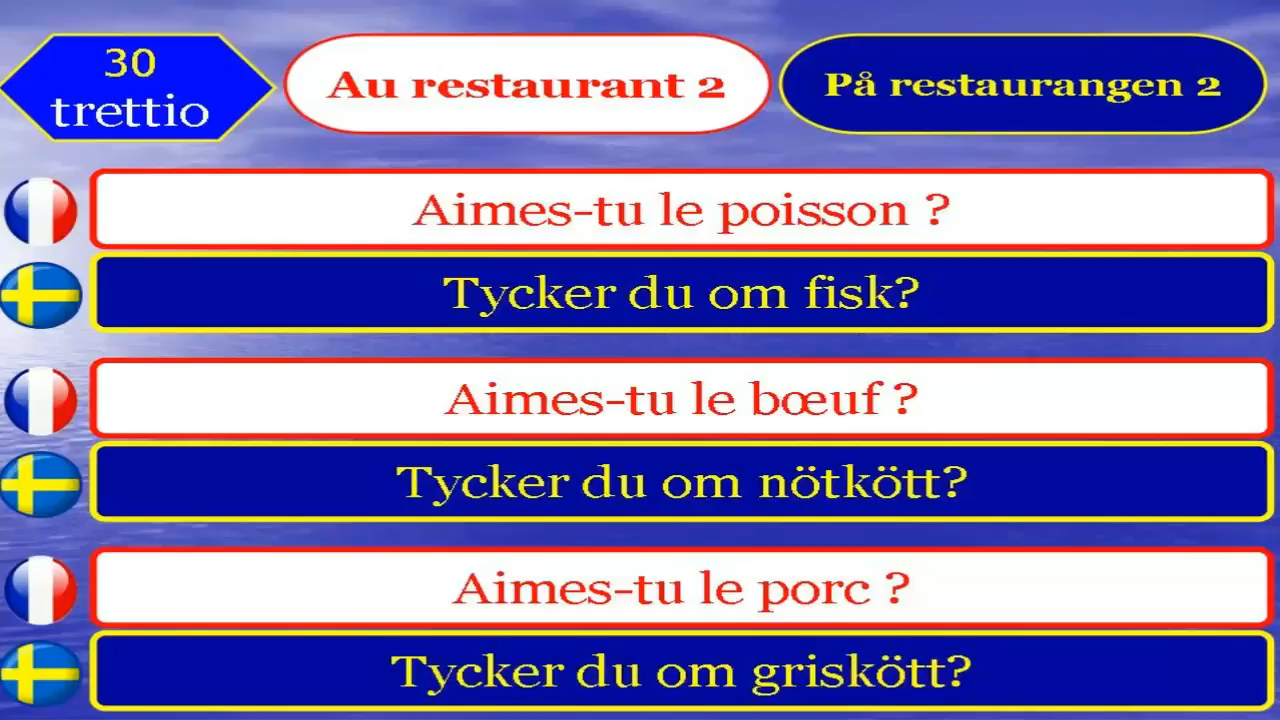 30
trettio
Au restaurant 2
På restaurangen 2
Aimes-tu le poisson ?
Tycker du om fisk?
Aimes-tu le bœuf ?
Tycker du om nötkött?
Aimes-tu le porc ?
Tycker du om griskött?